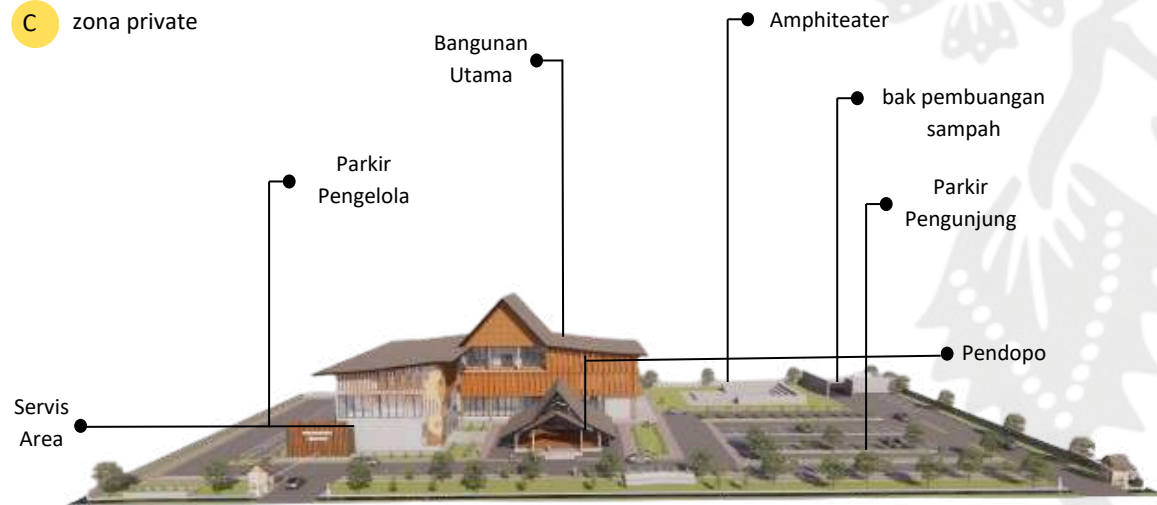 C
zona private
Amphiteater
Bangunan
Utama
bak pembuangan
sampah
Parkir
Pengelola
Parkir
Pengunjung
Pendopo
Servis
Area